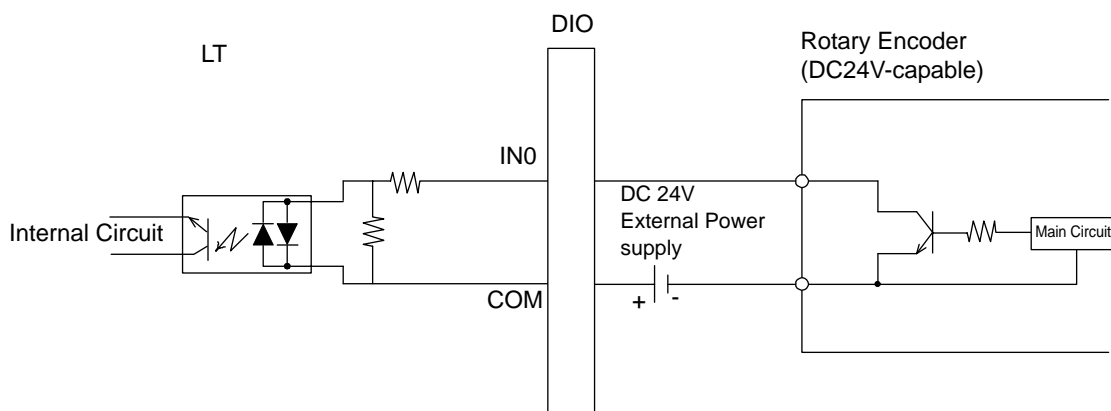 DIO
LT
Rotary Encoder
(DC24V-capable)
IN0
DC 24V
External Power
supply
Internal Circuit
Main Circuit
COM
+ -